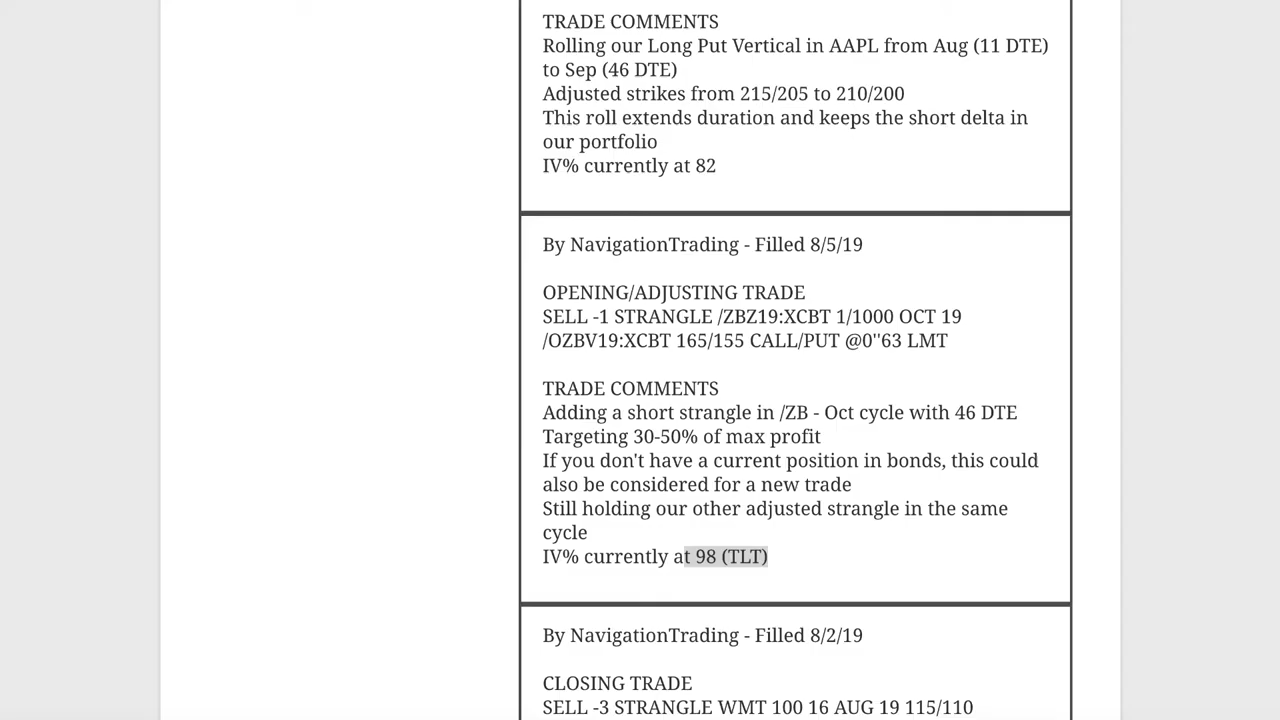 TRADE COMMENTS
Rolling our Long Put Vertical in AAPL from Aug (11 DTE)
to Sep (46 DTE)
Adjusted strikes from 215/205 to 210/200
This roll extends duration and keeps the short delta in
our portfolio
IV% currently at 82
By NavigationTrading - Filled 8/5/19
OPENING/ADJUSTING TRADE
SELL -1 STRANGLE /ZBZ19:XCBT 1/1000 OCT 19
/OZBV19:XCBT 165/155 CALL/PUT @0''63 LMT
TRADE COMMENTS
Adding a short strangle in /ZB - Oct cycle with 46 DTE
Targeting 30-50% of max profit
If you don't have a current position in bonds, this could
also be considered for a new trade
Still holding our other adjusted strangle in the same
cycle
IV% currently at 98 (TLT)
By NavigationTrading - Filled 8/2/19
CLOSING TRADE
SELL -3 STRANGLE WMT 100 16 AUG 19 115/110